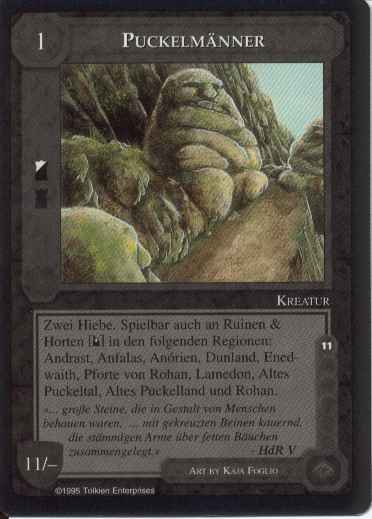 1
PUCKELMÄNNER
KREATUR
Zwei Hiebe. Spielbar auch an Ruinen &
Horten [] in den folgenden Regionen:
Andrast, Anfalas, Anórien, Dunland, Ened-
waith, Pforte von Rohan, Lamedon, Altes
Puckeltal, Altes Puckelland und Rohan.
11
»... große Steine, die in Gestalt von Menschen
behauen waren, ... mit gekreuzten Beinen kauernd,
die stämmigen Arme über fetten Bäuchen
zusammengelegt.« - HdR V
11/–
ART BY KAJA FOGLIO
©1995 Tolkien Enterprises